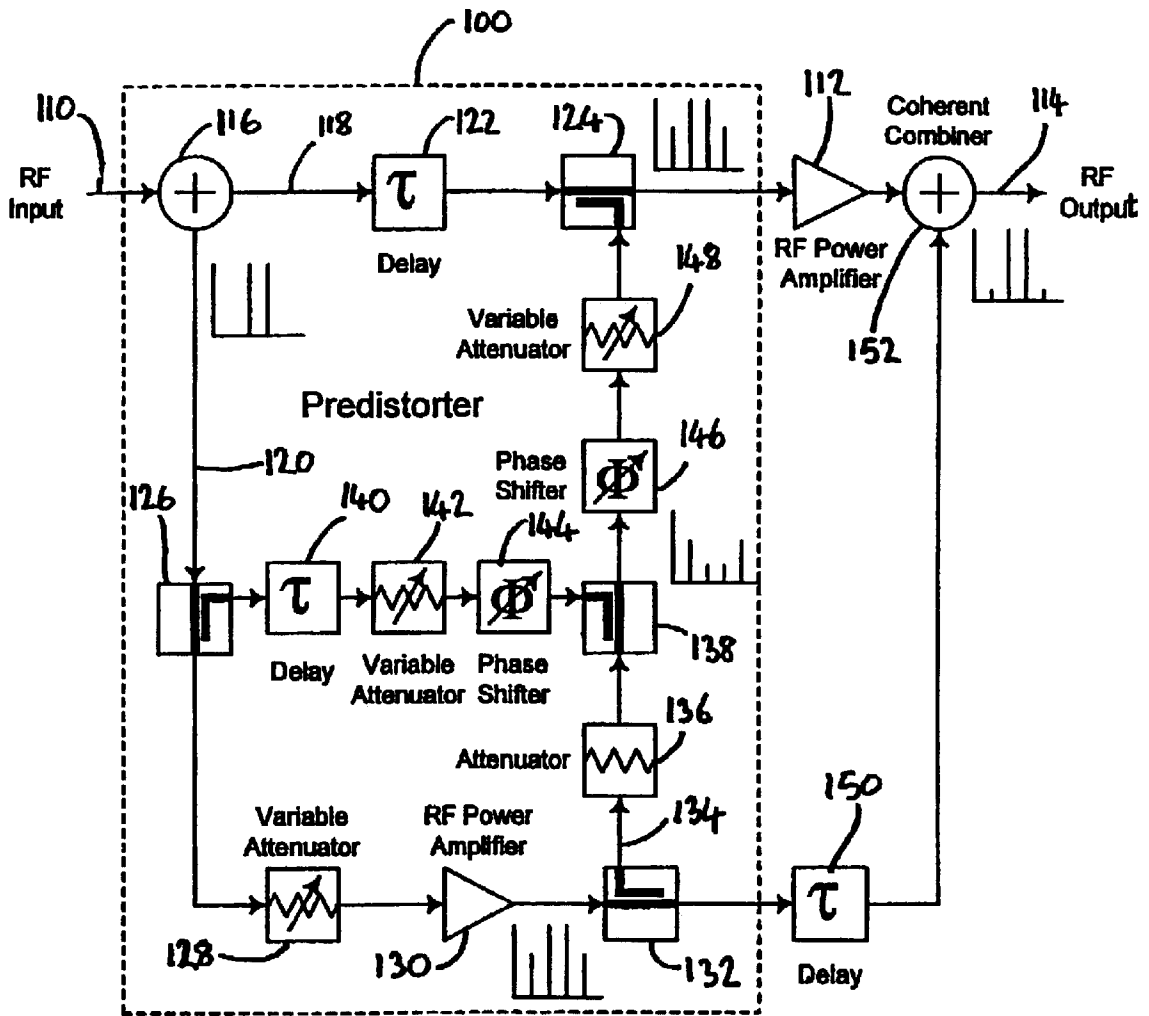 100
110
116
118
122
124
112
Coherent
Combiner
114
RF
Input
τ
Delay
RF
Output
RF Power
Amplifier
152
Variable
Attenuator
148
Predistorter
120
Phase
Shifter
Φ
146
126
140
142
144
τ
Φ
138
Delay
Variable
Attenuator
Phase
Shifter
Attenuator
136
134
150
Variable
Attenuator
RF Power
Amplifier
τ
128
130
132
Delay